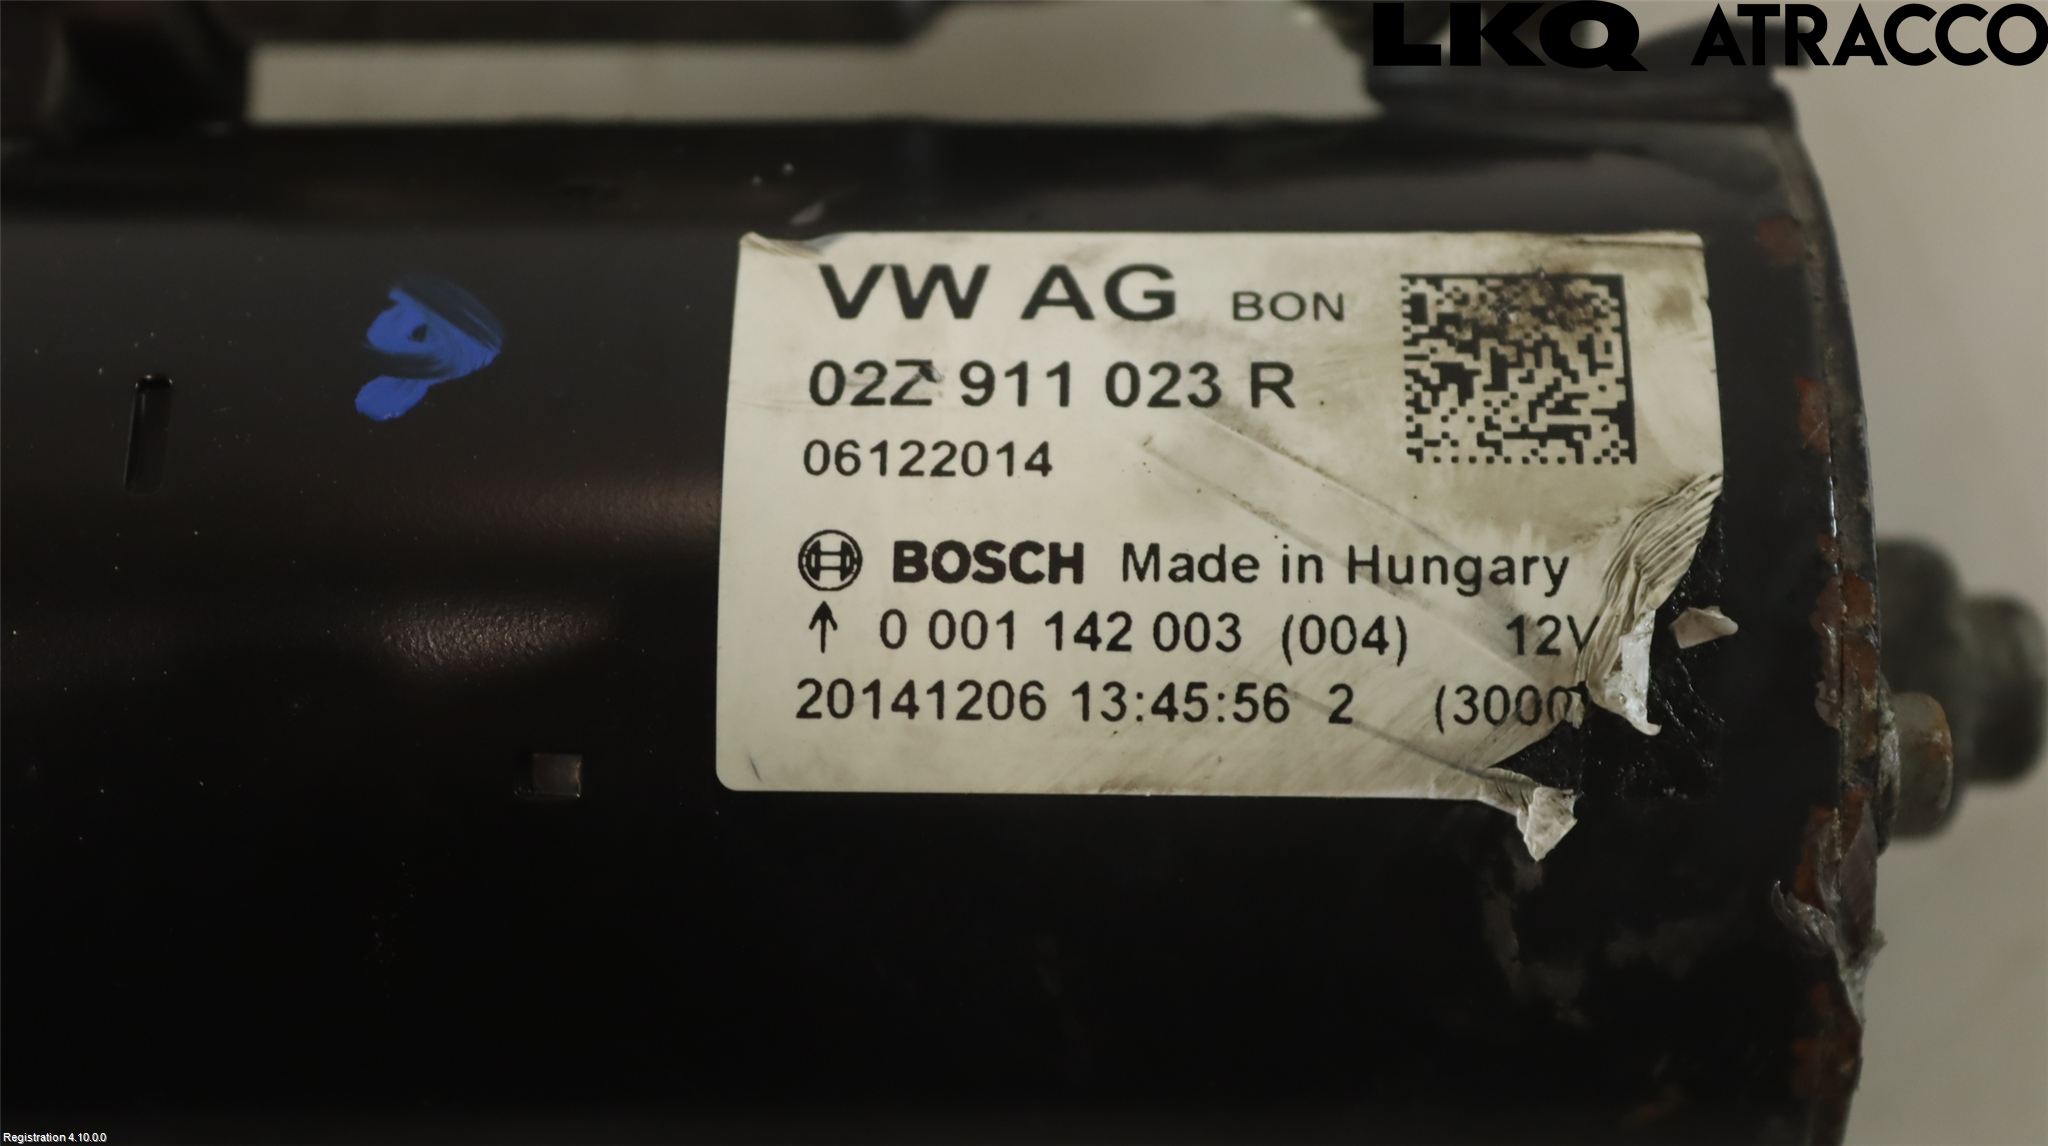 LKQ ATRACCO
VW AG BON
02Z 911 023 R
06122014
BOSCH Made in Hungary
↑ 0 001 142 003 (004) 12V
20141206 13:45:56 2 (3000)
Registration 4.10.0.0